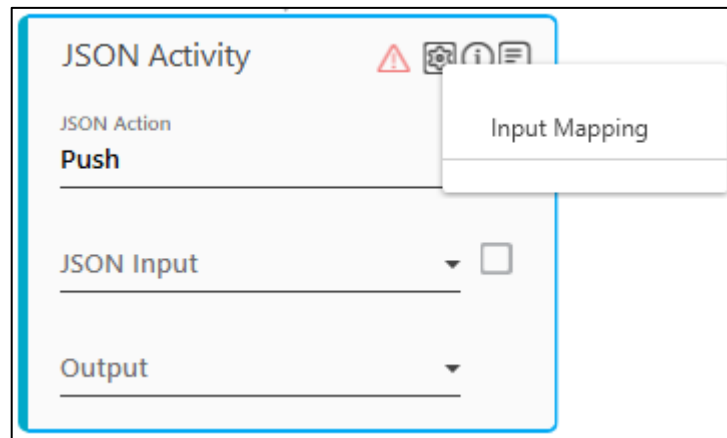 JSON Activity
JSON Action
Push
Input Mapping
JSON Input
Output